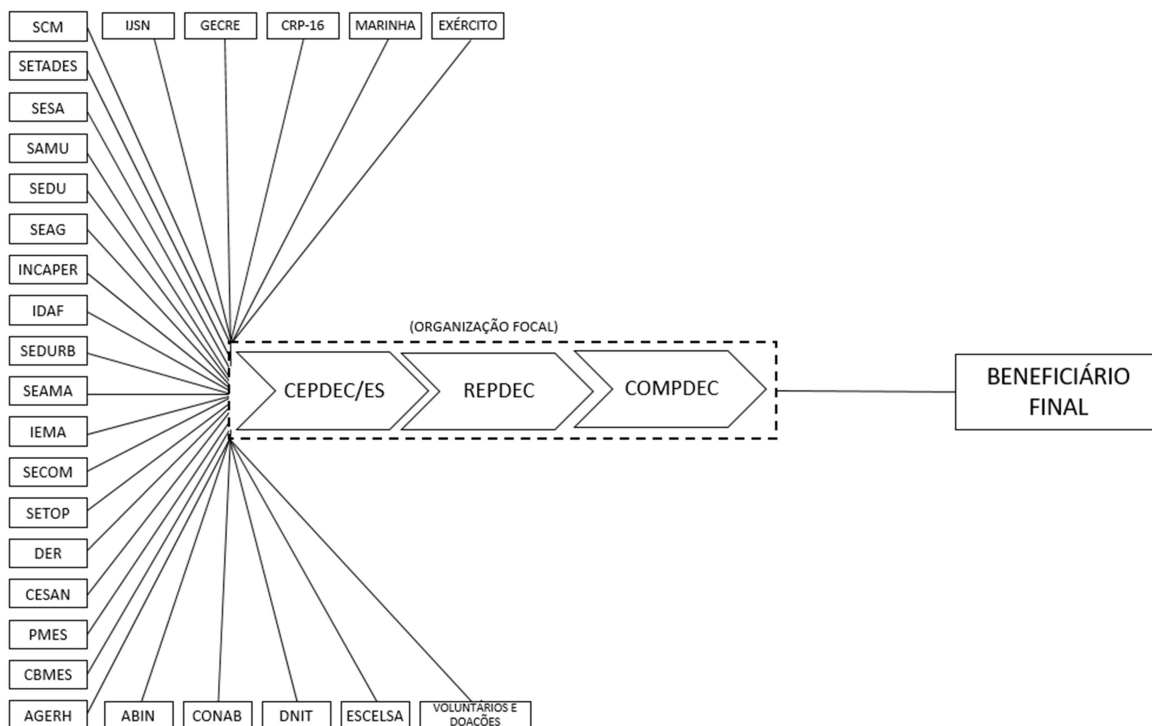 SCM
IJSN
GECRE
CRP-16
MARINHA
EXÉRCITO
SETADES
SESA
SAMU
SEDU
SEAG
INCAPER
IDAF
SEDURB
SEAMA
IEMA
SECOM
SETOP
DER
CESAN
PMES
CBMES
AGERH
ABIN
CONAB
DNIT
ESCELSA
VOLUNTÁRIOS E
DOACÕES
(ORGANIZAÇÃO FOCAL)
CEPDEC/ES
REPDEC
COMPDEC
BENEFICIÁRIO
FINAL